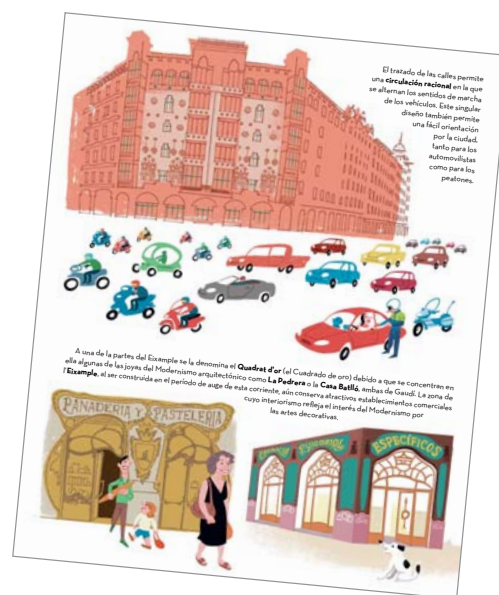 El trazado de las calles permite
una circulación racional en la que
se alternan los sentidos de marcha
de los vehículos. Este singular
diseño también permite
una fácil orientación
por la ciudad,
tanto para los
automovilistas
como para los
peatones.
A una de la partes del Eixample se la denomina el Quadrat d'or (el Cuadrado de oro) debido a que se concentran en
ella algunas de las joyas del Modernismo arquitectónico como La Pedrera o la Casa Batlló, ambas de Gaudí. La zona de
l'Eixample, al ser construida en el período de auge de esta corriente, aún conserva atractivos establecimientos comerciales
cuyo interiorismo refleja el interés del Modernismo por
las artes decorativas.
PANADERIA Y PASTELERIA
ESPECÍFICOS